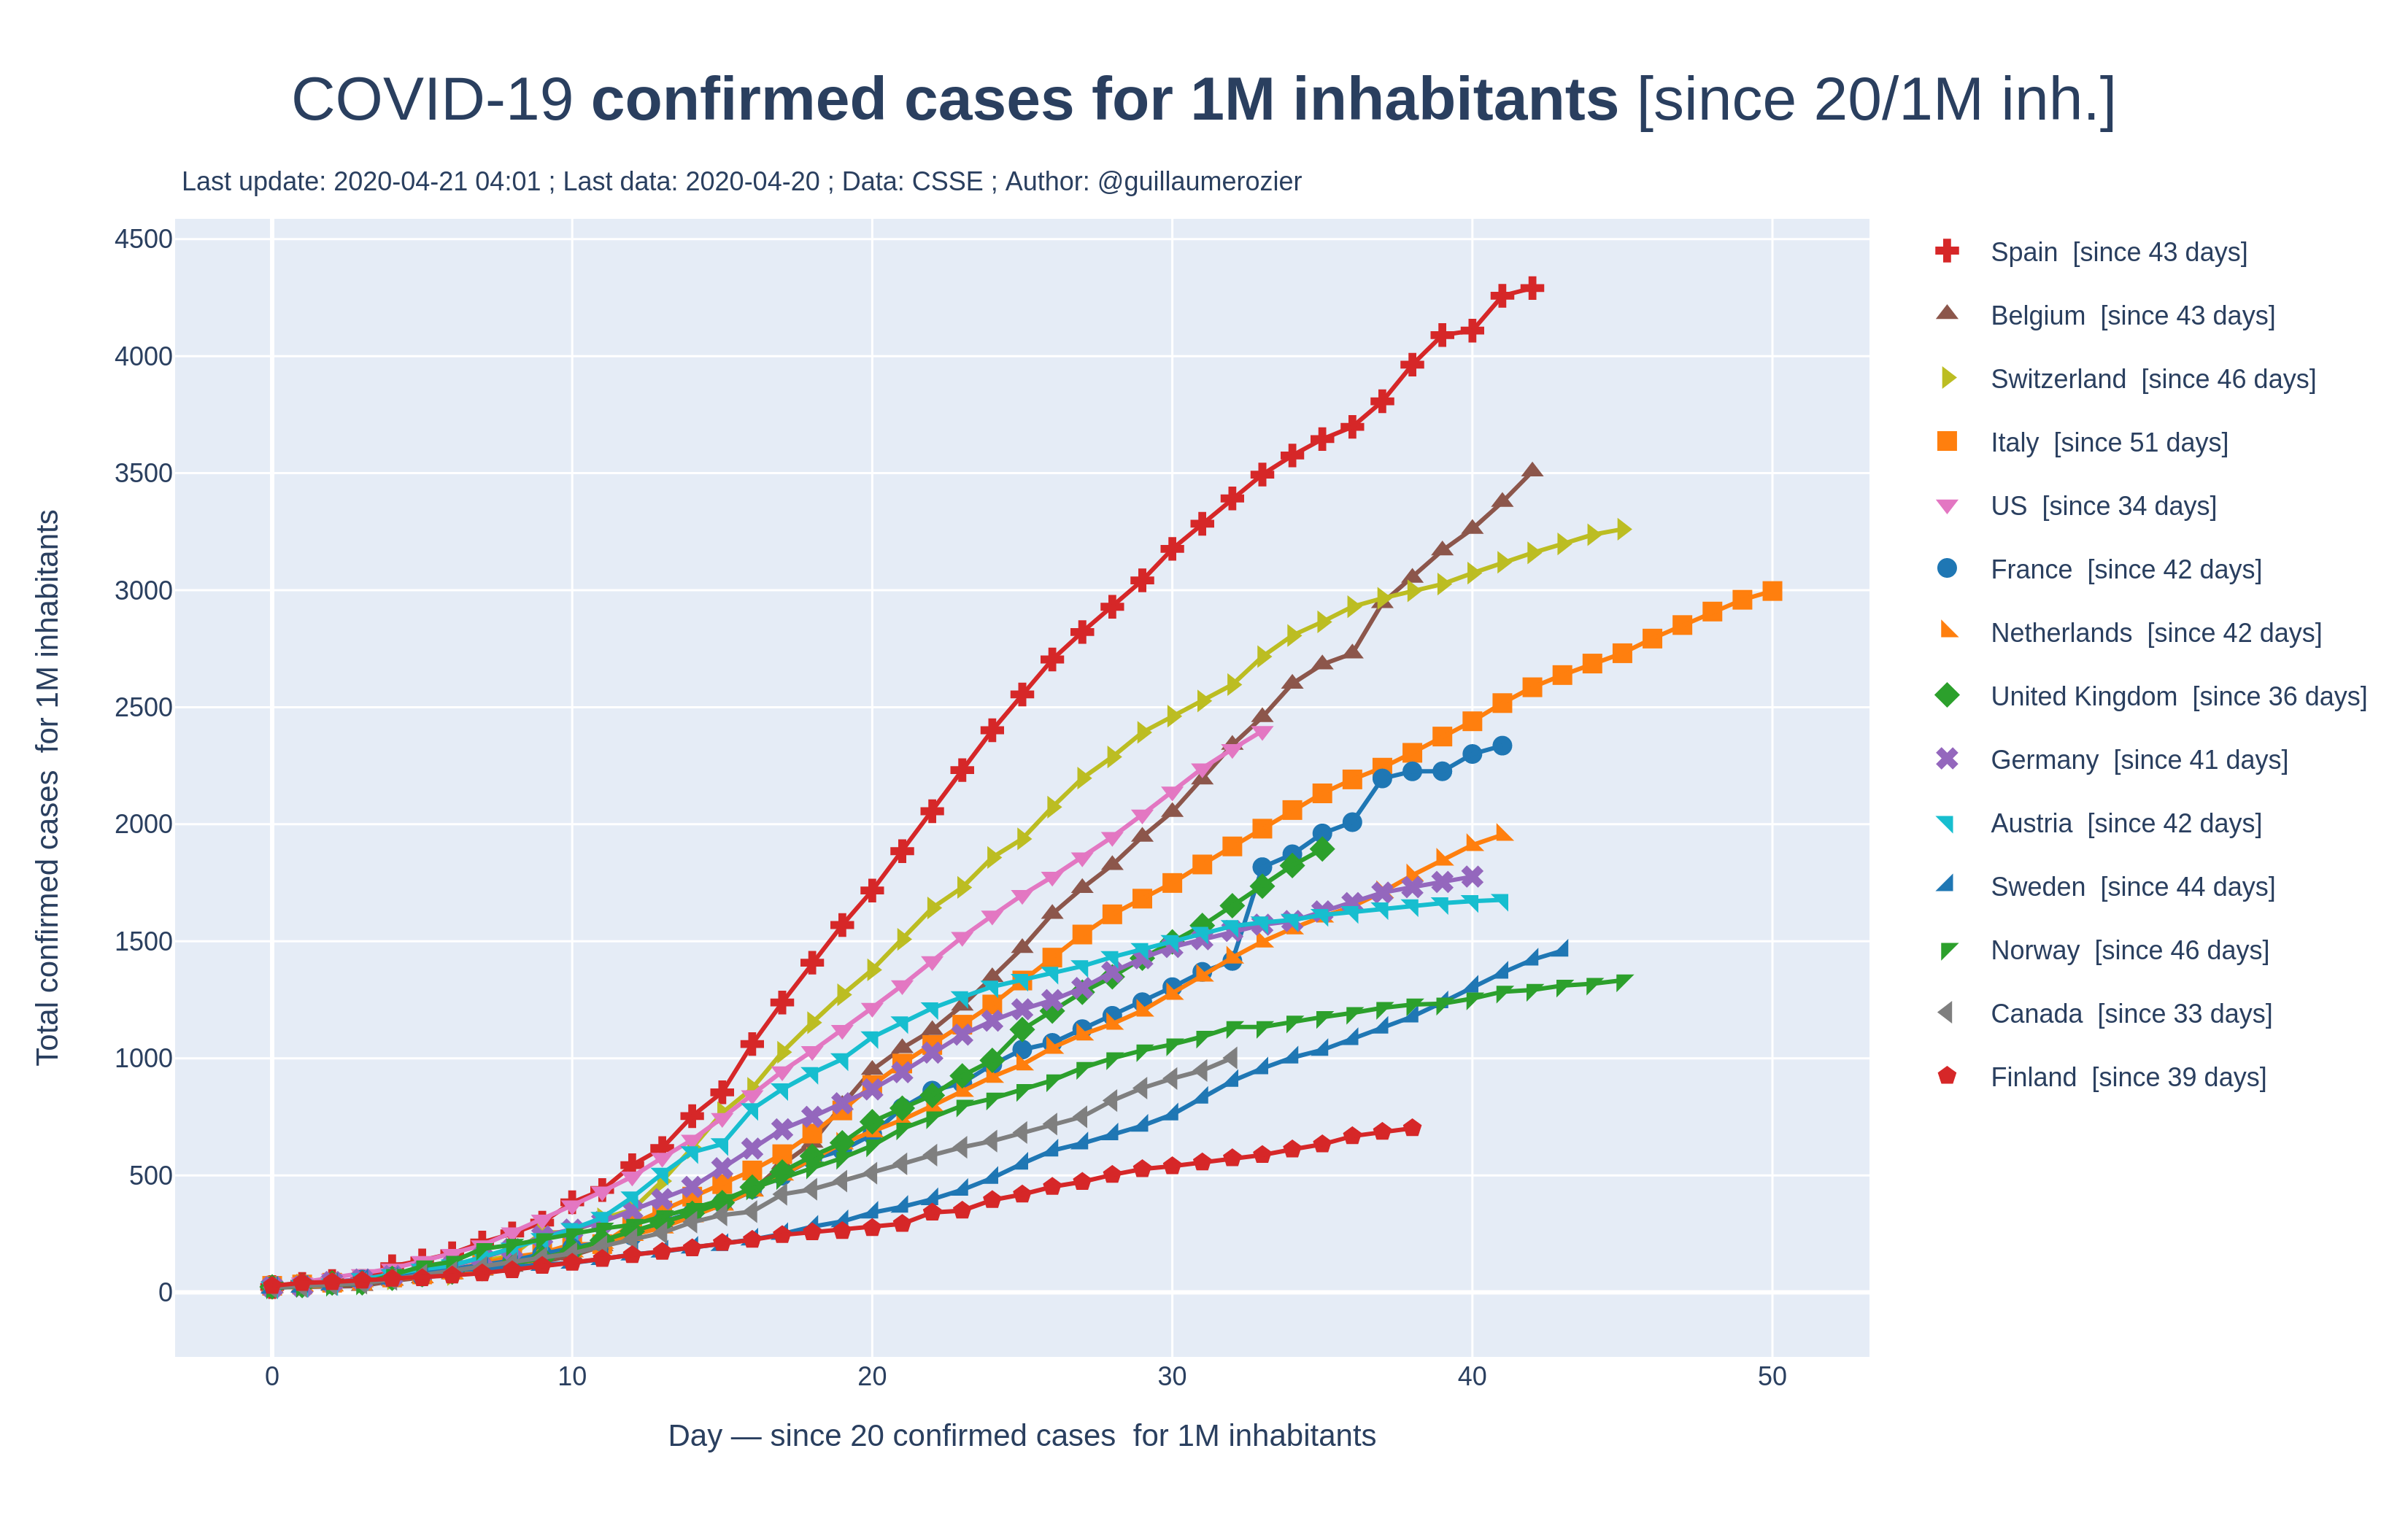 COVID-19 confirmed cases for 1M inhabitants [since 20/1M inh.]
Last update: 2020-04-21 04:01 ; Last data: 2020-04-20 ; Data: CSSE ; Author: @guillaumerozier
Total confirmed cases for 1M inhabitants
4500
4000
3500
3000
2500
2000
1500
1000
500
0
0 10 20 30 40 50
Day — since 20 confirmed cases for 1M inhabitants
Spain [since 43 days]
Belgium [since 43 days]
Switzerland [since 46 days]
Italy [since 51 days]
US [since 34 days]
France [since 42 days]
Netherlands [since 42 days]
United Kingdom [since 36 days]
Germany [since 41 days]
Austria [since 42 days]
Sweden [since 44 days]
Norway [since 46 days]
Canada [since 33 days]
Finland [since 39 days]